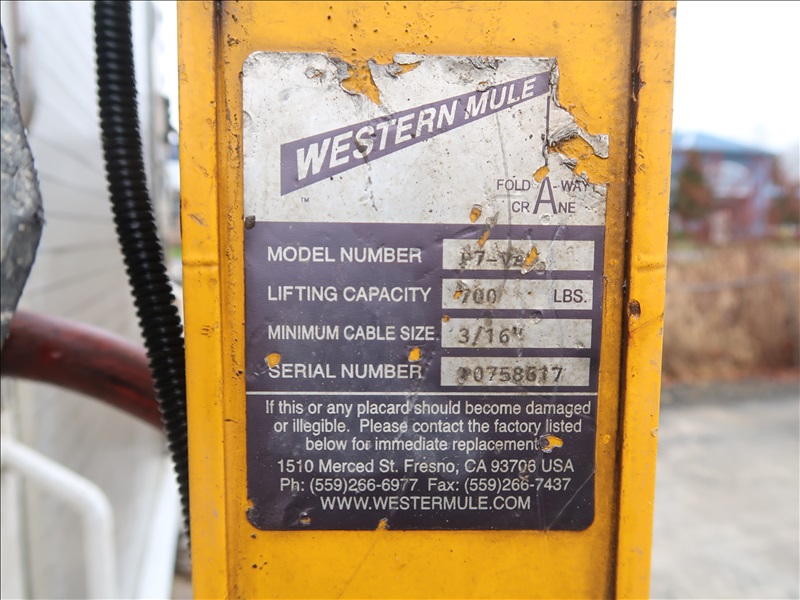 WESTERN MULE
™
FOLD A-WAY
CRANE
MODEL NUMBER
LIFTING CAPACITY 700 LBS.
MINIMUM CABLE SIZE 3/16"
SERIAL NUMBER
If this or any placard should become damaged
or illegible. Please contact the factory listed
below for immediate replacement.
1510 Merced St. Fresno, CA 93706 USA
Ph: (559)266-6977 Fax: (559)266-7437
WWW.WESTERMULE.COM